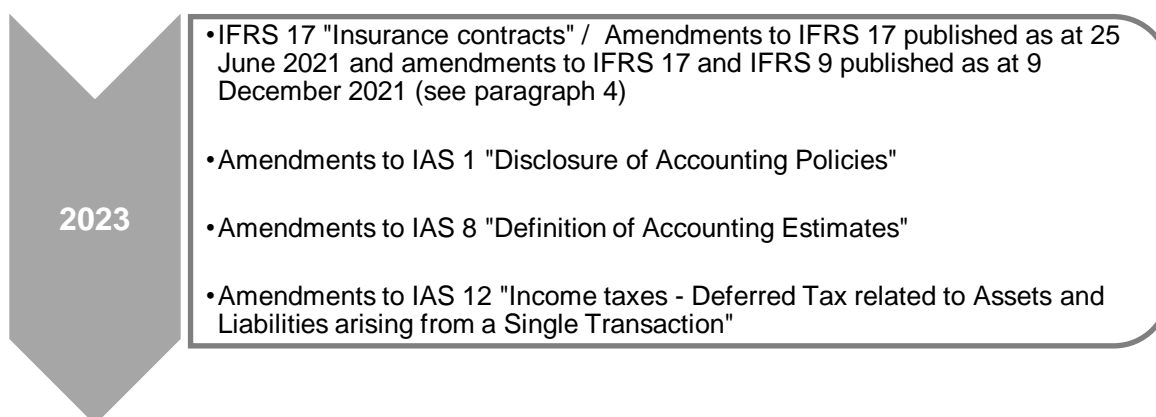 2023
•IFRS 17 "Insurance contracts" /  Amendments to IFRS 17 published as at 25
June 2021 and amendments to IFRS 17 and IFRS 9 published as at 9
December 2021 (see paragraph 4)
•Amendments to IAS 1 "Disclosure of Accounting Policies"
•Amendments to IAS 8 "Definition of Accounting Estimates"
•Amendments to IAS 12 "Income taxes - Deferred Tax related to Assets and
Liabilities arising from a Single Transaction"